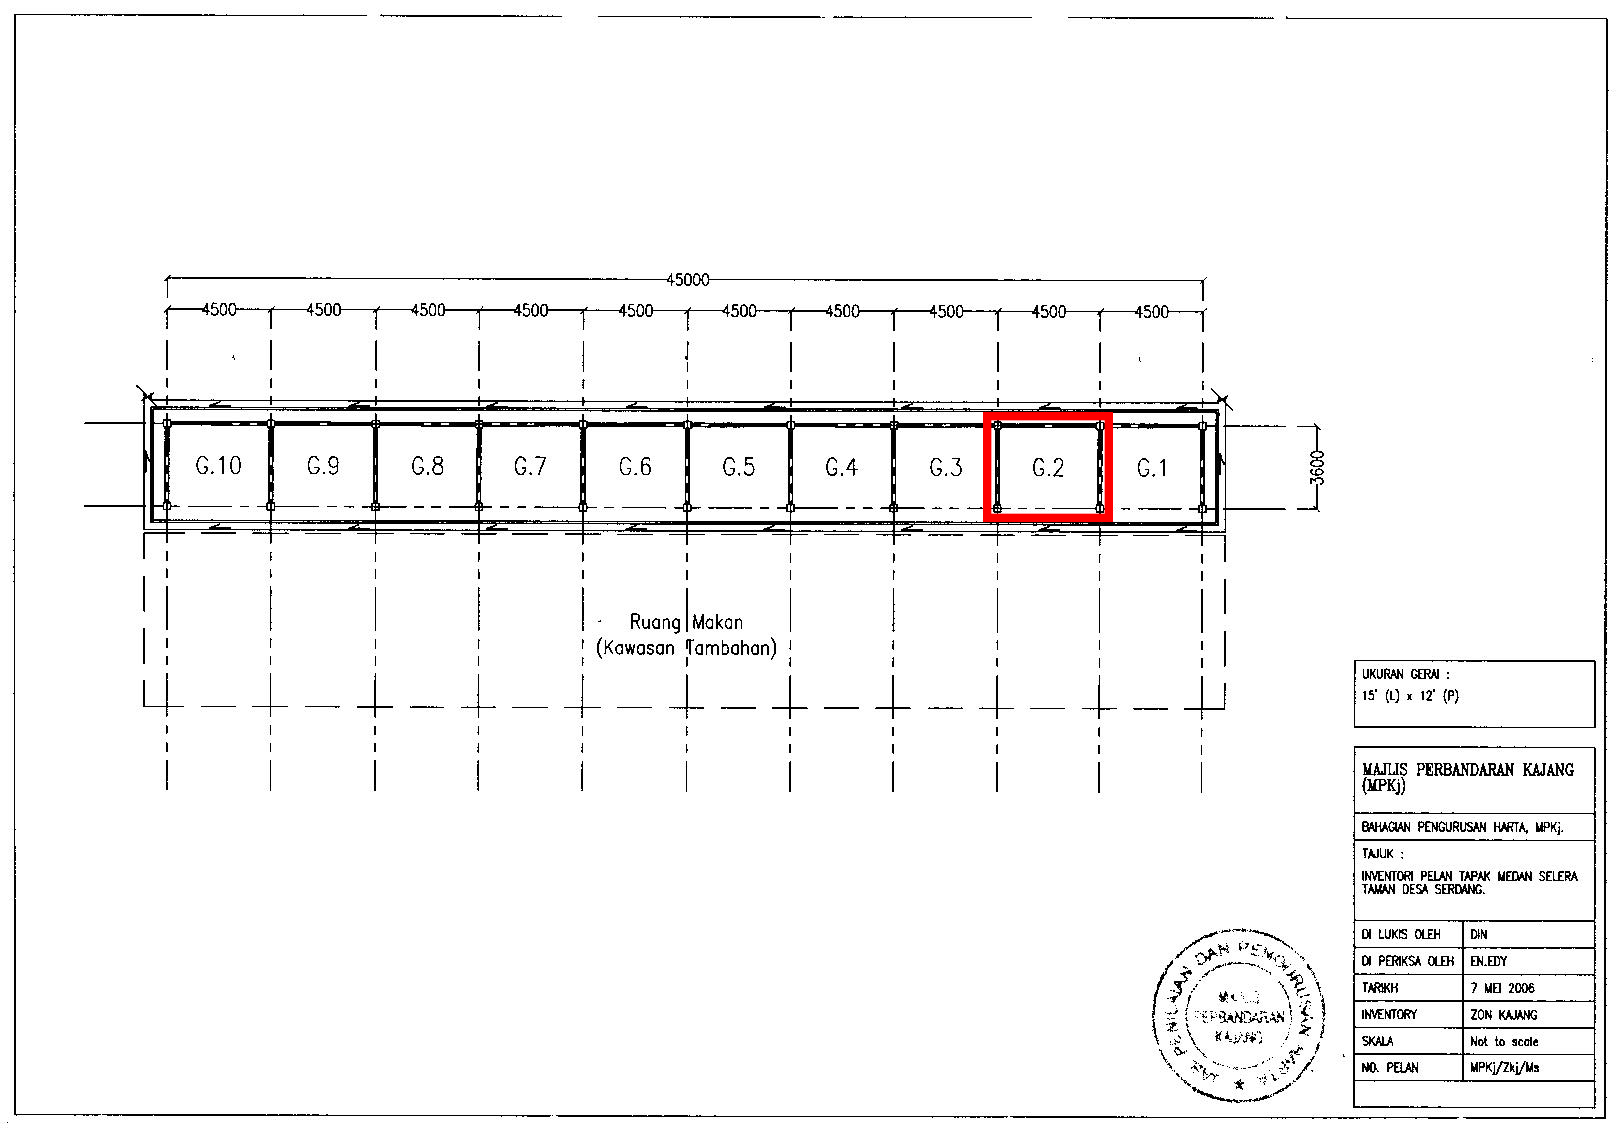 45000
4500 4500 4500 4500 4500 4500 4500 4500 4500 4500
G.10 G.9 G.8 G.7 G.6 G.5 G.4 G.3 G.2 G.1
3600
Ruang Makan
(Kawasan Tambahan)
UKURAN GERAI :
15' (L) x 12' (P)
MAJLIS PERBANDARAN KAJANG
(MPKj)
BAHAGIAN PENGURUSAN HARTA, MPKj.
TAJUK :
INVENTORI PELAN TAPAK MEDAN SELERA
TAMAN DESA SERDANG.
DI LUKIS OLEH DIN
DI PERIKSA OLEH EN.EDY
TARIKH 7 MEI 2006
INVENTORY ZON KAJANG
SKALA Not to scale
NO. PELAN MPKj/Zkj/Ms
JAB PENILAIAN DAN PENGURUSAN HARTA
MAJLIS
PERBANDARAN
KAJANG